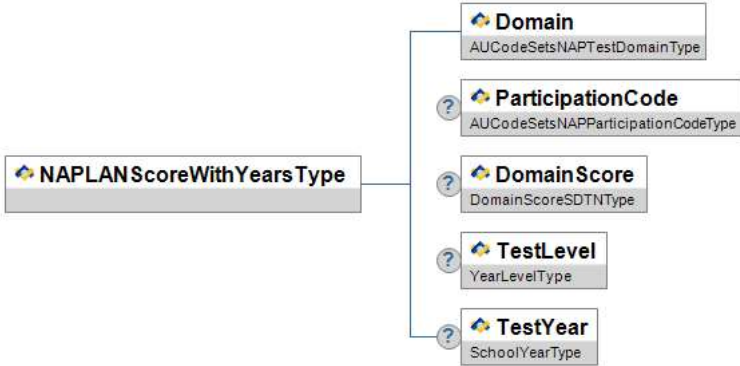 Domain
AUCodeSetsNAPTestDomainType
?
ParticipationCode
AUCodeSetsNAPParticipationCodeType
NAPLANScoreWithYearsType
?
DomainScore
DomainScoreSDTNType
?
TestLevel
YearLevelType
?
TestYear
SchoolYearType